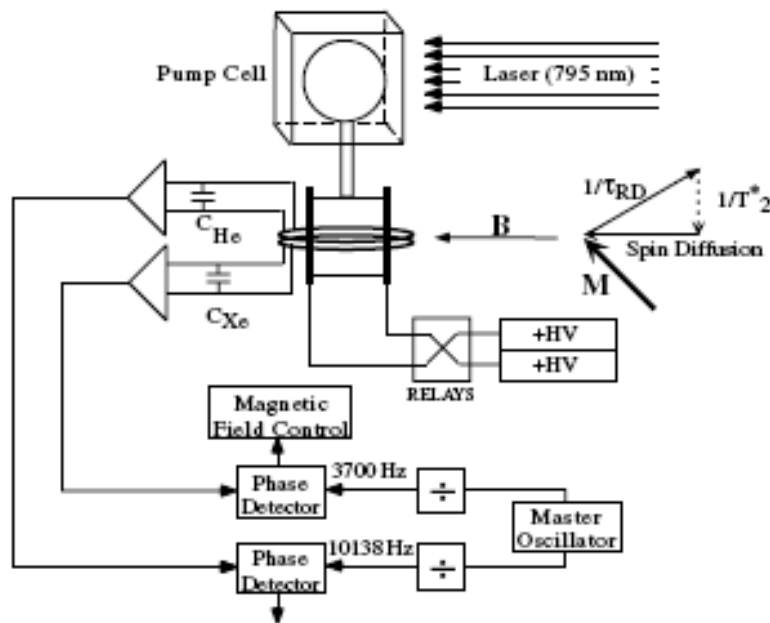 Pump Cell
Laser (795 nm)
1/τRD
1/T*2
B
Spin Diffusion
M
CHe
CXe
+HV
+HV
RELAYS
Magnetic
Field Control
Phase
Detector
3700 Hz
÷
Master
Oscillator
Phase
Detector
10138 Hz
÷